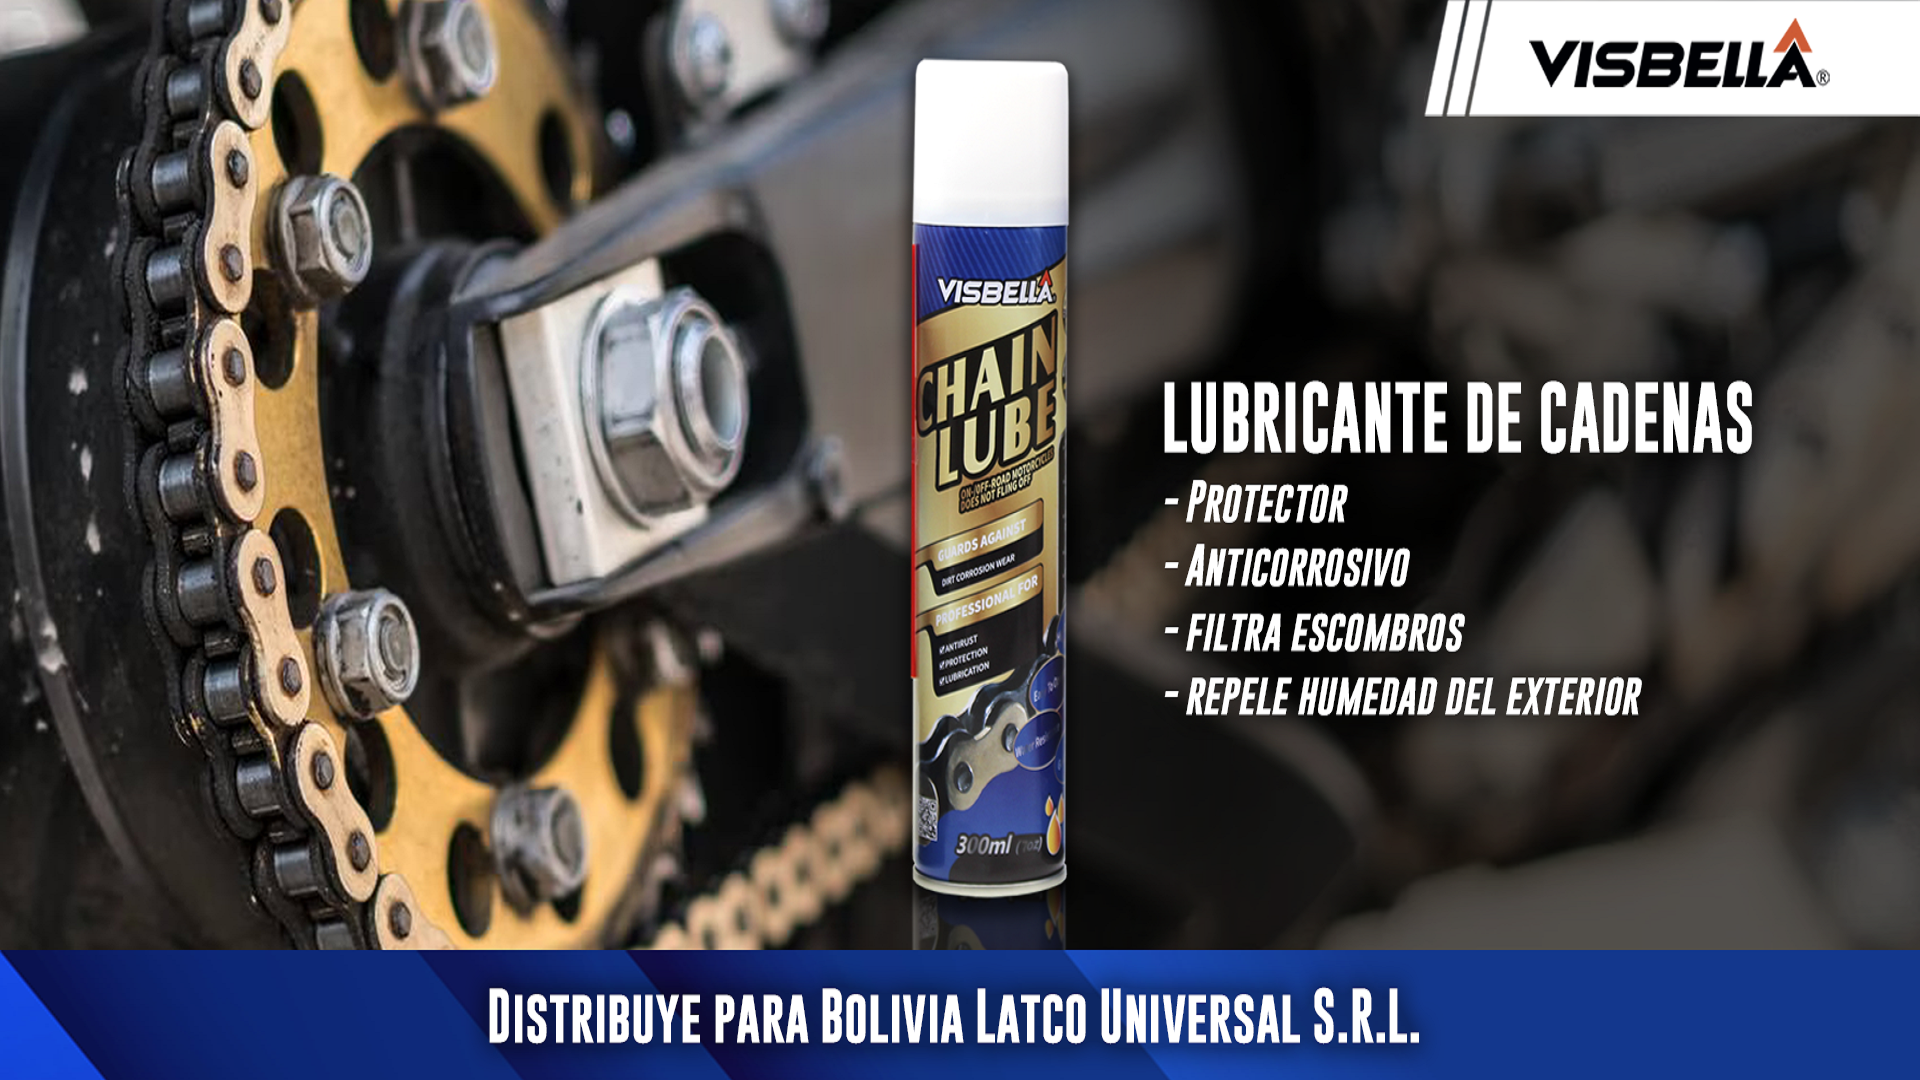 VISBELLA®
VISBELLA
CHAIN
LUBE
ON-/OFF-ROAD MOTORCYCLES
DOES NOT FLING OFF
GUARDS AGAINST
DIRT CORROSION WEAR
PROFESSIONAL FOR
ANTIRUST
PROTECTION
LUBRICATION
300ml
LUBRICANTE DE CADENAS
- PROTECTOR
- ANTICORROSIVO
- FILTRA ESCOMBROS
- REPELE HUMEDAD DEL EXTERIOR
DISTRIBUYE PARA BOLIVIA LATCO UNIVERSAL S.R.L.